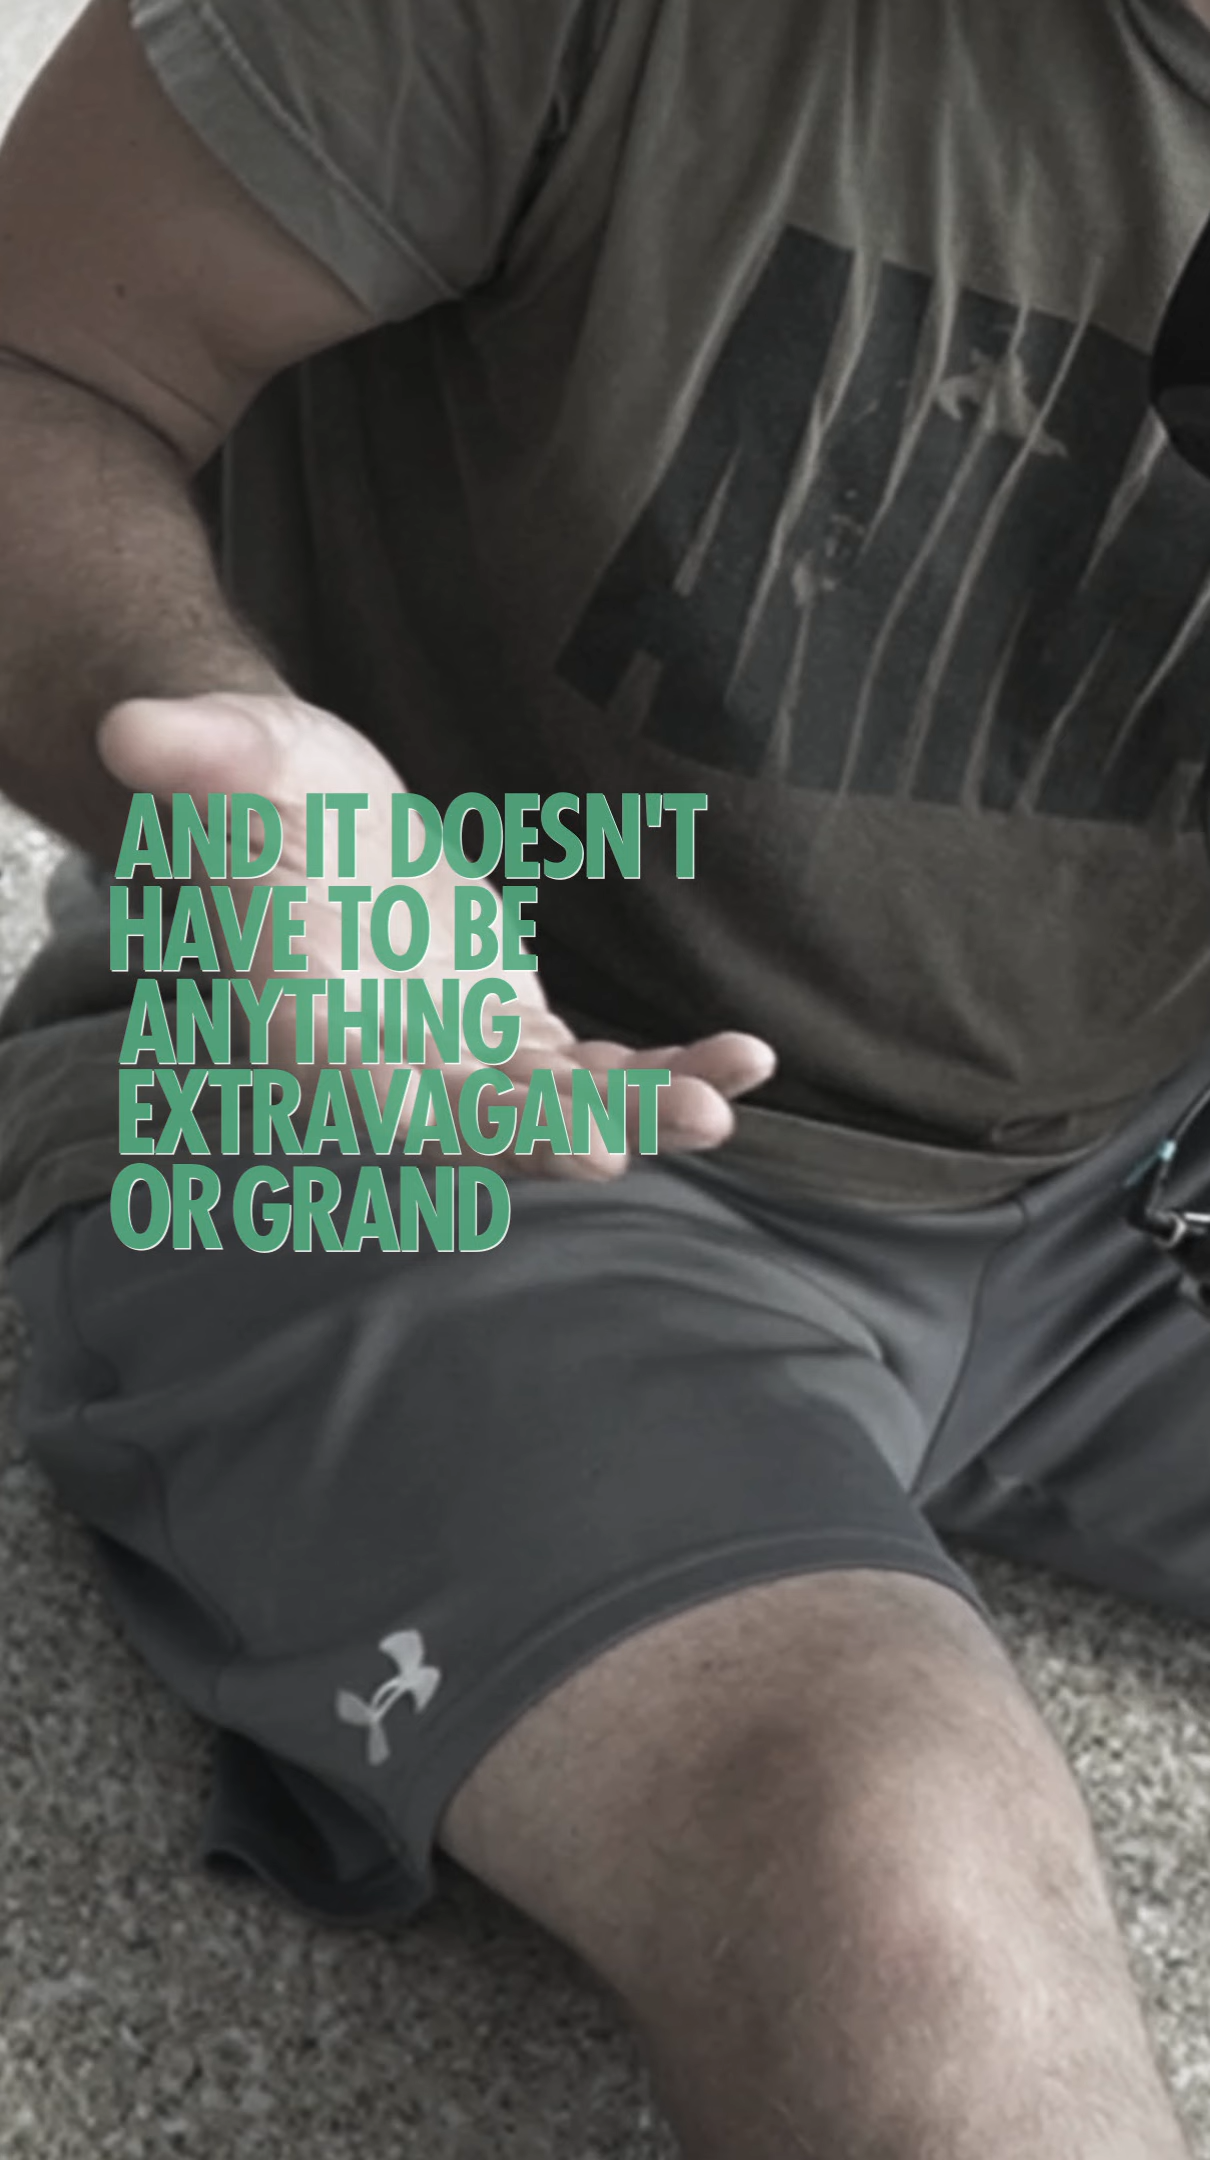 AND IT DOESN'T
HAVE TO BE
ANYTHING
EXTRAVAGANT
OR GRAND